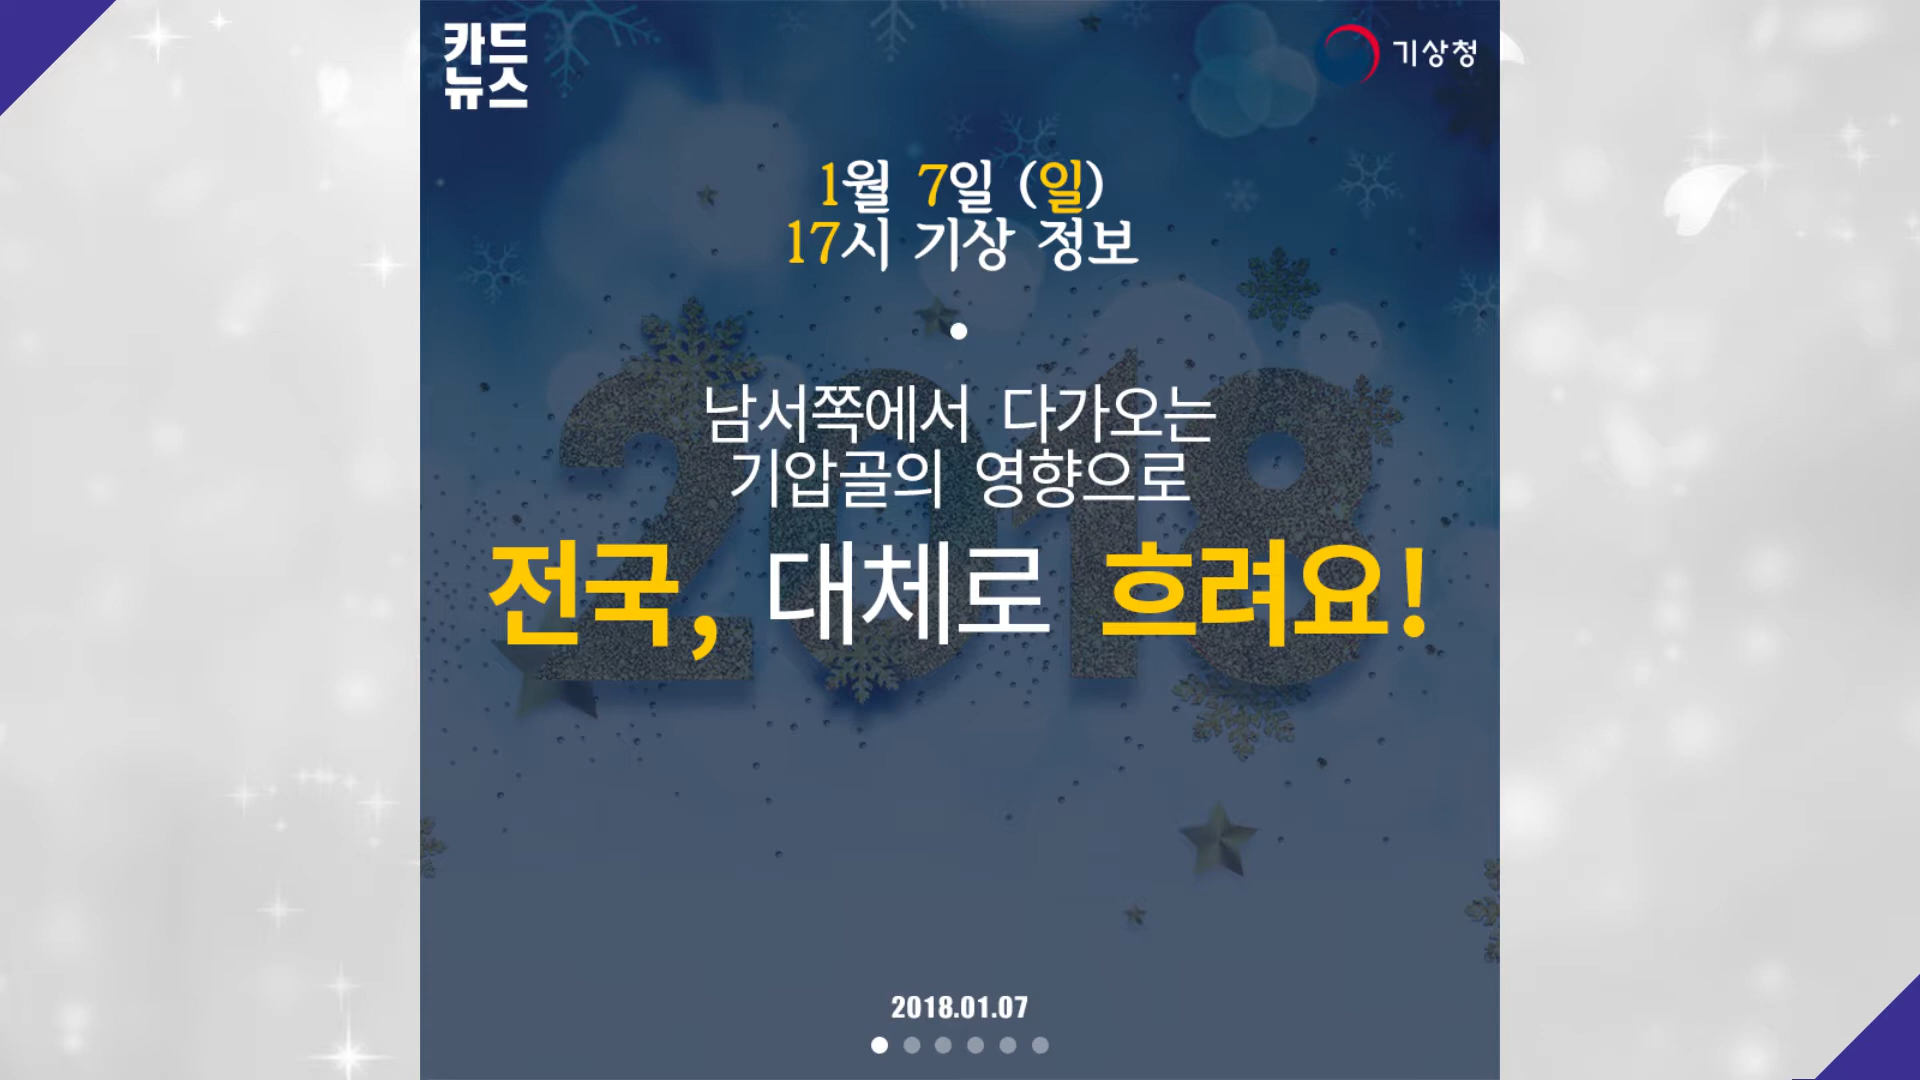 카드
뉴스
기상청
1월 7일 (일)
17시 기상 정보
남서쪽에서 다가오는
기압골의 영향으로
전국, 대체로 흐려요!
2018
2018.01.07